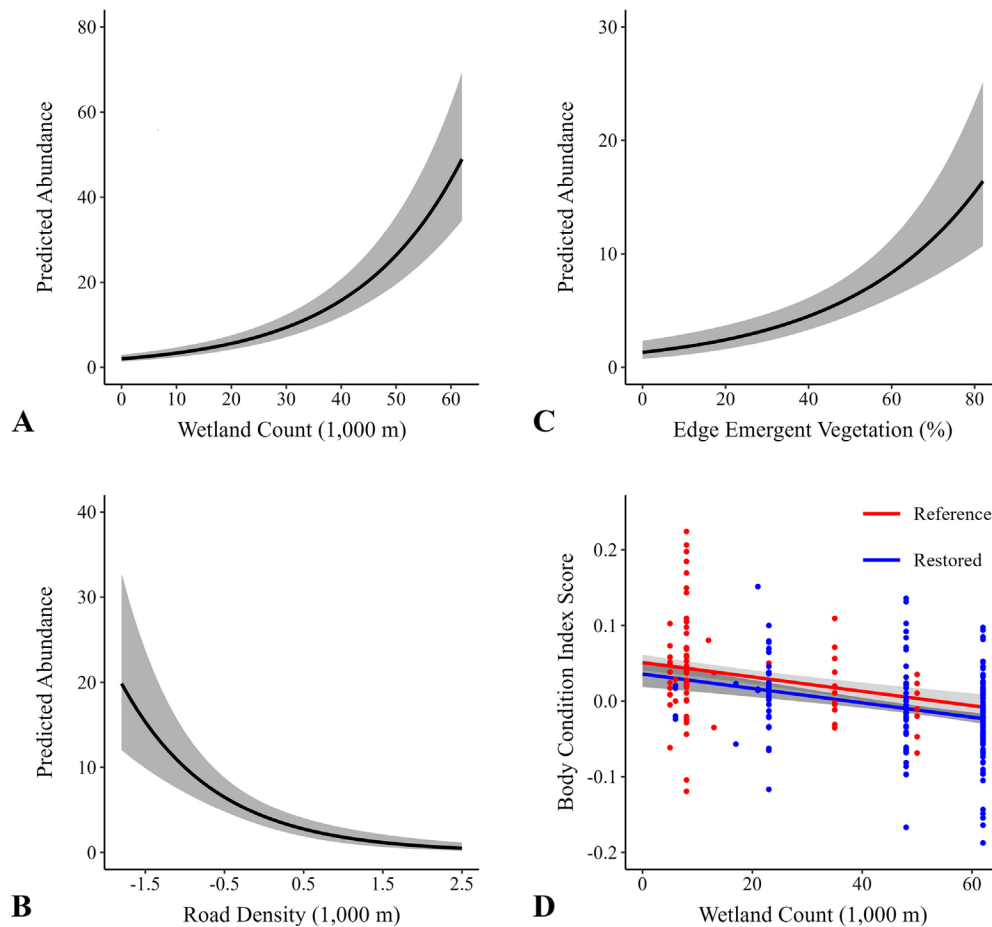 80
60
40
20
0
Predicted Abundance
0 10 20 30 40 50 60
Wetland Count (1,000 m)
A
30
20
10
0
Predicted Abundance
0 20 40 60 80
Edge Emergent Vegetation (%)
C
40
30
20
10
0
Predicted Abundance
-1.5 -0.5 0.5 1.5 2.5
Road Density (1,000 m)
B
Reference
Restored
0.2
0.1
0.0
-0.1
-0.2
Body Condition Index Score
0 20 40 60
Wetland Count (1,000 m)
D